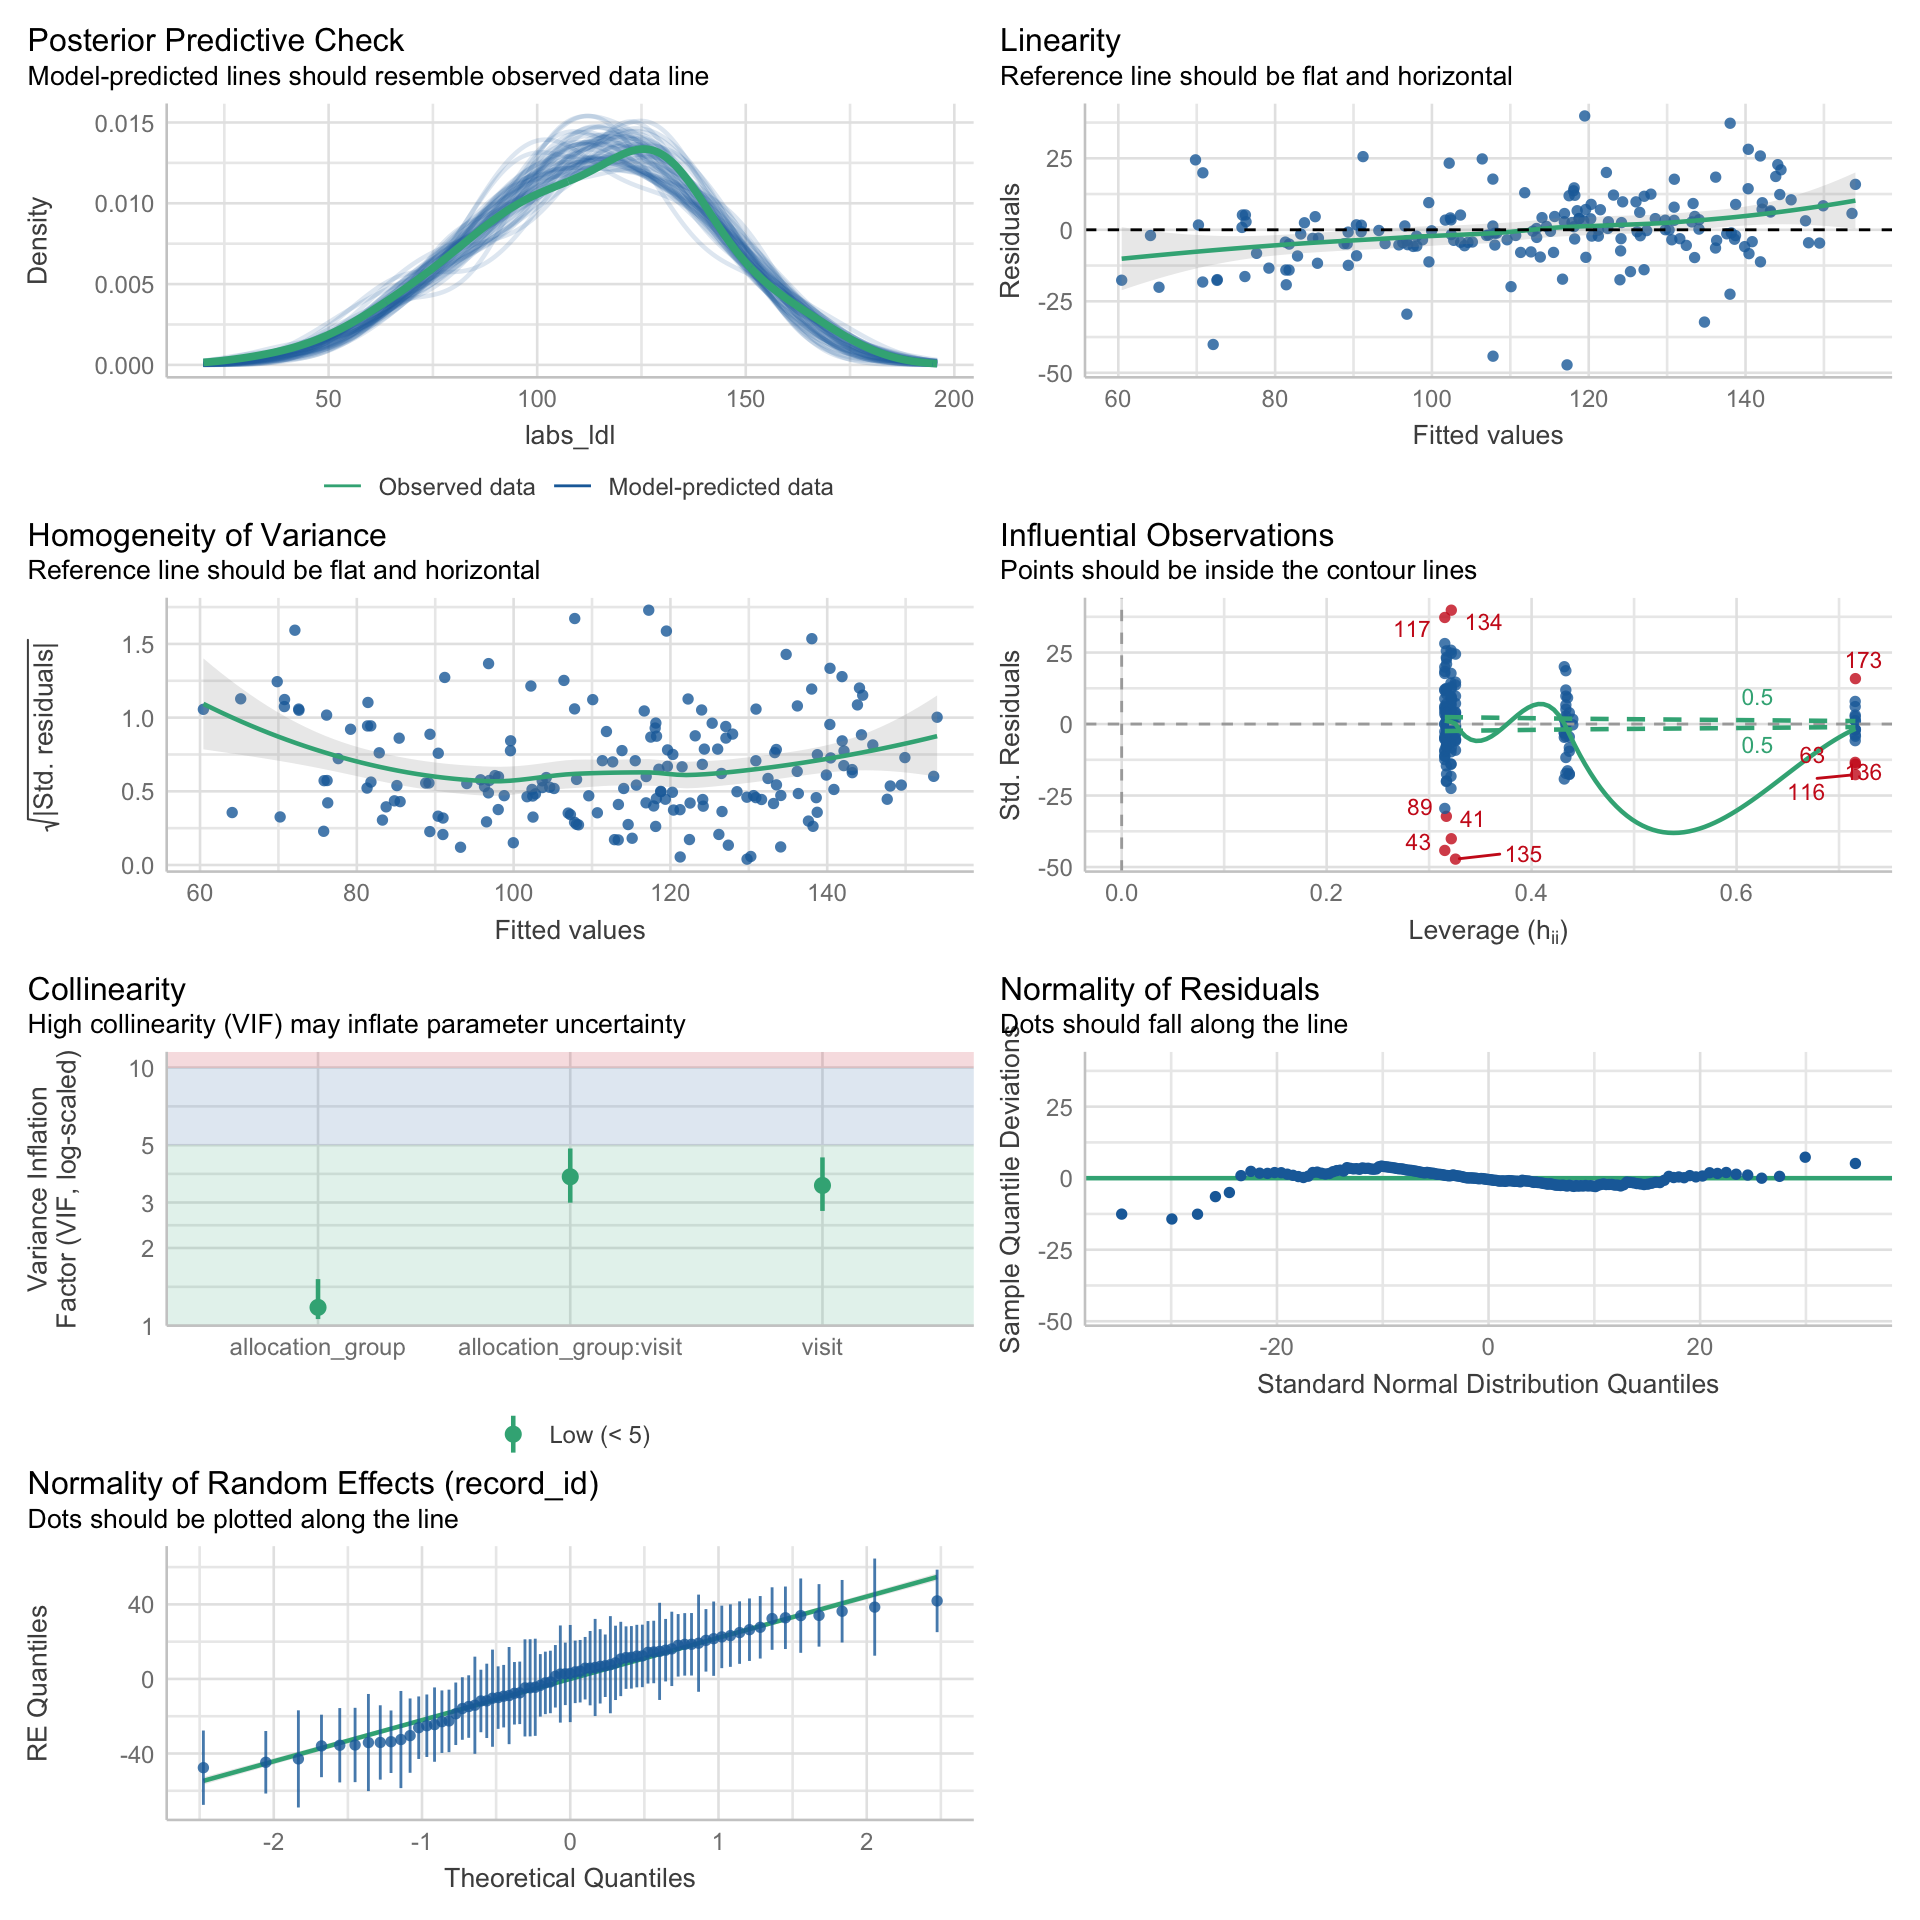 Posterior Predictive Check
Model-predicted lines should resemble observed data line
Density
0.015
0.010
0.005
0.000
50 100 150 200
labs_ldl
Observed data Model-predicted data
Linearity
Reference line should be flat and horizontal
Residuals
25
0
-25
-50
60 80 100 120 140
Fitted values
Homogeneity of Variance
Reference line should be flat and horizontal
√|Std. residuals|
1.5
1.0
0.5
0.0
60 80 100 120 140
Fitted values
Influential Observations
Points should be inside the contour lines
Std. Residuals
25
0
-25
-50
117 134
173
0.5
0.5
63
136
116
89
41
43
135
0.0 0.2 0.4 0.6
Leverage (hii)
Collinearity
High collinearity (VIF) may inflate parameter uncertainty
Variance Inflation
Factor (VIF, log-scaled)
10
5
3
2
1
allocation_group allocation_group:visit visit
Low (< 5)
Normality of Residuals
Dots should fall along the line
Sample Quantile Deviations
25
0
-25
-50
-20 0 20
Standard Normal Distribution Quantiles
Normality of Random Effects (record_id)
Dots should be plotted along the line
RE Quantiles
40
0
-40
-2 -1 0 1 2
Theoretical Quantiles